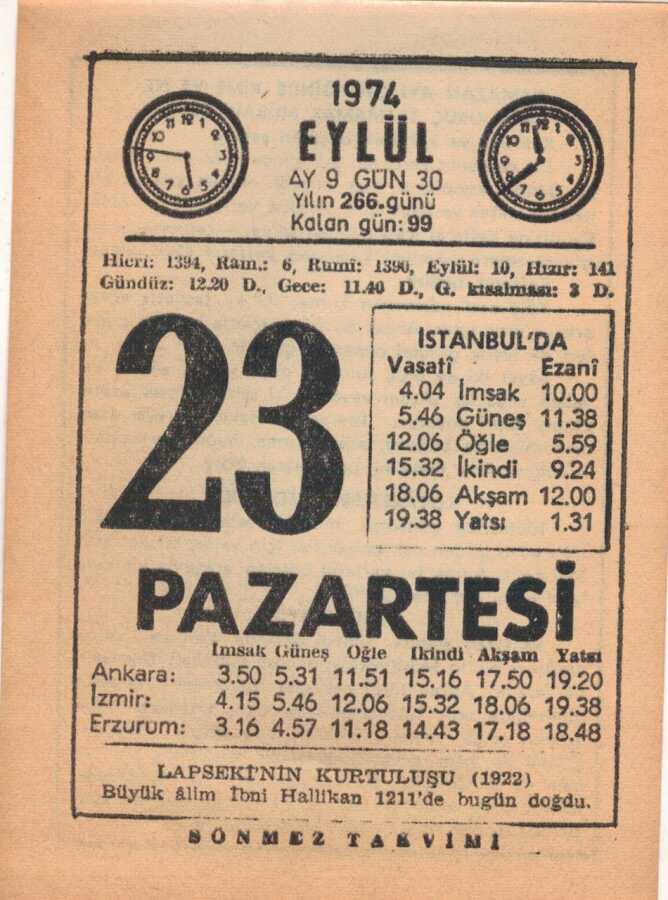 1974
EYLÜL
AY 9 GÜN 30
Yılın 266.günü
Kalan gün: 99
Hicri: 1394, Ram.: 6, Rumî: 1390, Eylül: 10, Hızır: 141
Gündüz: 12.20 D., Gece: 11.40 D., G. kısalması: 3 D.
23
İSTANBUL'DA
Vasatî Ezanî
4.04 İmsak 10.00
5.46 Güneş 11.38
12.06 Öğle 5.59
15.32 İkindi 9.24
18.06 Akşam 12.00
19.38 Yatsı 1.31
PAZARTESİ
İmsak Güneş Öğle İkindi Akşam Yatsı
Ankara: 3.50 5.31 11.51 15.16 17.50 19.20
İzmir: 4.15 5.46 12.06 15.32 18.06 19.38
Erzurum: 3.16 4.57 11.18 14.43 17.18 18.48
LAPSEKİ'NİN KURTULUŞU (1922)
Büyük âlim İbni Hallikan 1211'de bugün doğdu.
SÖNMEZ TAKVİMİ